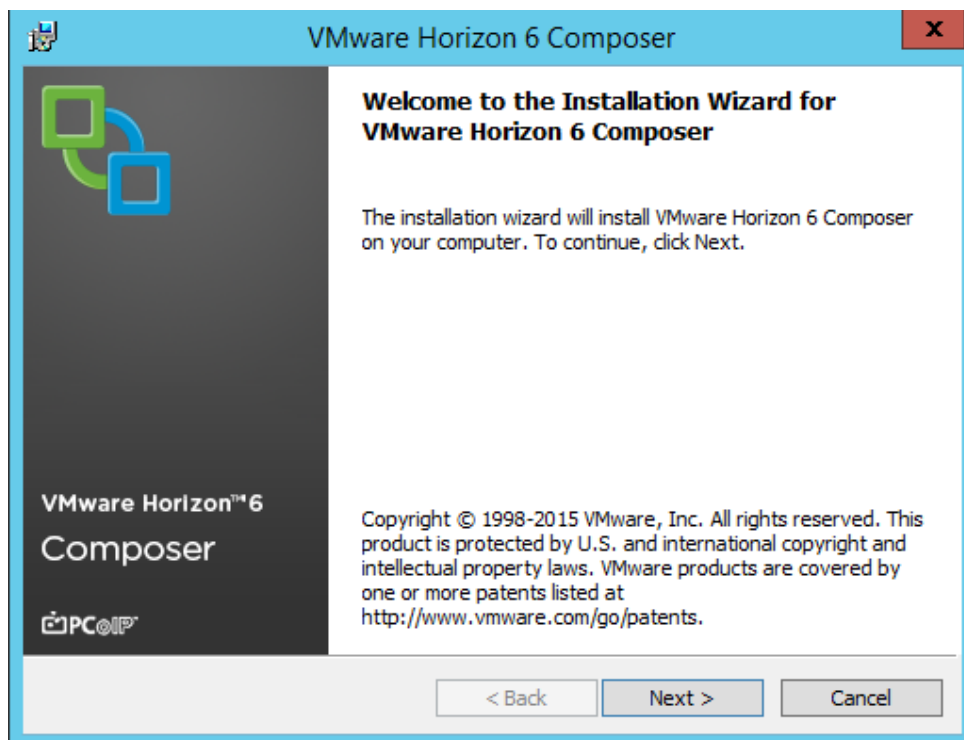 VMware Horizon 6 Composer
X
Welcome to the Installation Wizard for
VMware Horizon 6 Composer
The installation wizard will install VMware Horizon 6 Composer
on your computer. To continue, click Next.
VMware Horizon™ 6
Composer
PCoIP™
Copyright © 1998-2015 VMware, Inc. All rights reserved. This
product is protected by U.S. and international copyright and
intellectual property laws. VMware products are covered by
one or more patents listed at
http://www.vmware.com/go/patents.
< Back
Next >
Cancel